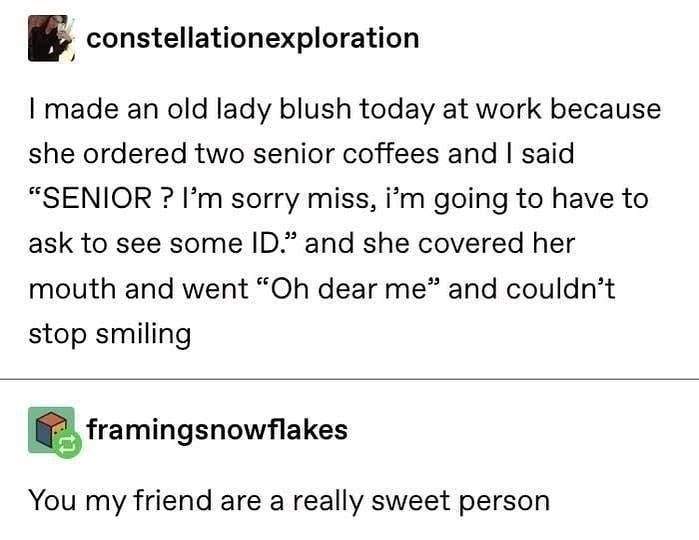 constellationexploration
I made an old lady blush today at work because
she ordered two senior coffees and I said
“SENIOR ? I’m sorry miss, i’m going to have to
ask to see some ID.” and she covered her
mouth and went “Oh dear me” and couldn’t
stop smiling
framingsnowflakes
You my friend are a really sweet person